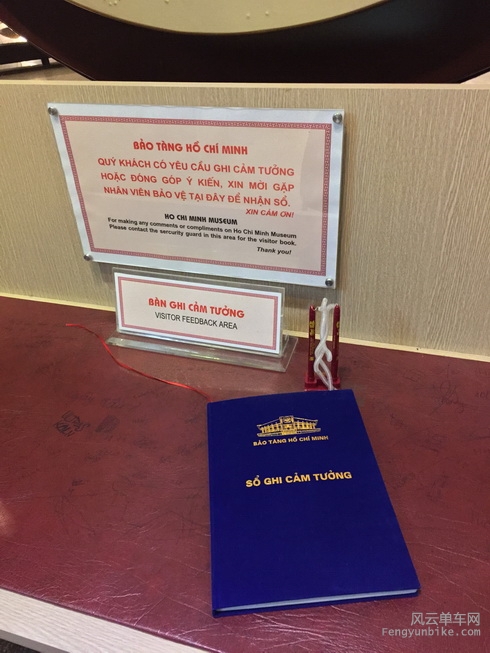 BẢO TÀNG HỒ CHÍ MINH
QUÝ KHÁCH CÓ YÊU CẦU GHI CẢM TƯỞNG
HOẶC ĐÓNG GÓP Ý KIẾN, XIN MỜI GẶP
NHÂN VIÊN BẢO VỆ TẠI ĐÂY ĐỂ NHẬN SỔ.
XIN CẢM ƠN!
HO CHI MINH MUSEUM
For making any comments or compliments on Ho Chi Minh Museum
Please contact the sercurity guard in this area for the visitor book.
Thank you!
BÀN GHI CẢM TƯỞNG
VISITOR FEEDBACK AREA
BẢO TÀNG HỒ CHÍ MINH
SỔ GHI CẢM TƯỞNG
风云单车网
Fengyunbike.com